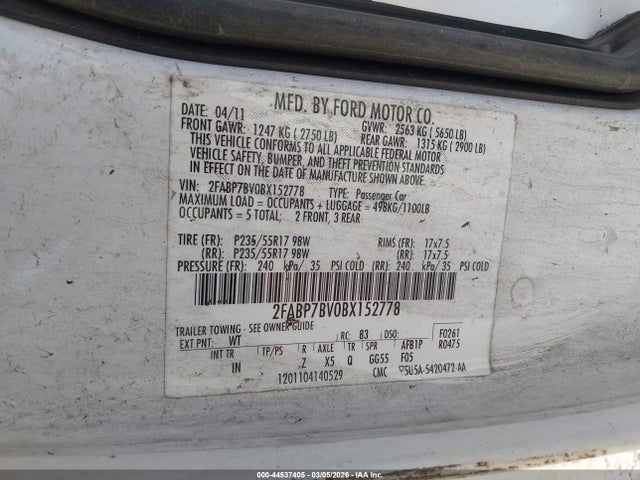 MFD. BY FORD MOTOR CO.
DATE: 04/11 GVWR: 2563 KG ( 5650 LB)
FRONT GAWR: 1247 KG ( 2750 LB) REAR GAWR: 1315 KG ( 2900 LB)
THIS VEHICLE CONFORMS TO ALL APPLICABLE FEDERAL MOTOR
VEHICLE SAFETY, BUMPER, AND THEFT PREVENTION STANDARDS
IN EFFECT ON THE DATE OF MANUFACTURE SHOWN ABOVE.
VIN: 2FABP7BV0BX152778 TYPE: Passenger Car
MAXIMUM LOAD = OCCUPANTS + LUGGAGE = 498KG/1100LB
OCCUPANTS = 5 TOTAL; 2 FRONT, 3 REAR
TIRE (FR): P235/55R17 98W RIMS (FR): 17x7.5
(RR): P235/55R17 98W (RR): 17x7.5
PRESSURE (FR): 240 kPa/ 35 PSI COLD (RR): 240 kPa/ 35 PSI COLD
2FABP7BV0BX152778
TRAILER TOWING - SEE OWNER GUIDE
EXT PNT: WT RC: 83 DSO: F0261
INT TR TP/PS R AXLE TR SPR AFB1P R0475
IN Z X5 Q GG55 F05
1201104140529 CMC 5U5A-5420472-AA
000-44537405 - 03/05/2026 - IAA Inc.